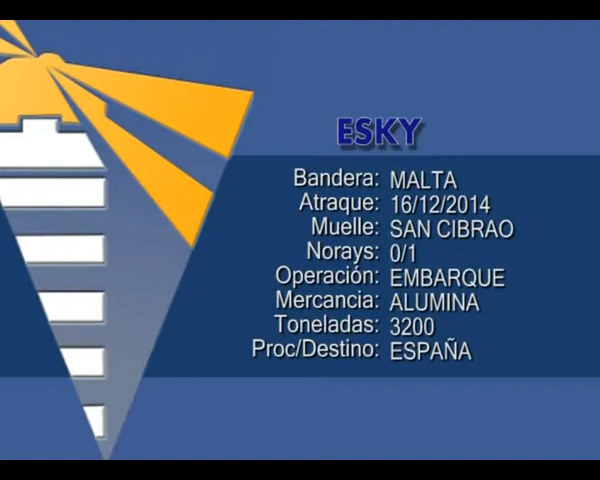 ESKY
Bandera: MALTA
Atraque: 16/12/2014
Muelle: SAN CIBRAO
Norays: 0/1
Operación: EMBARQUE
Mercancia: ALUMINA
Toneladas: 3200
Proc/Destino: ESPAÑA